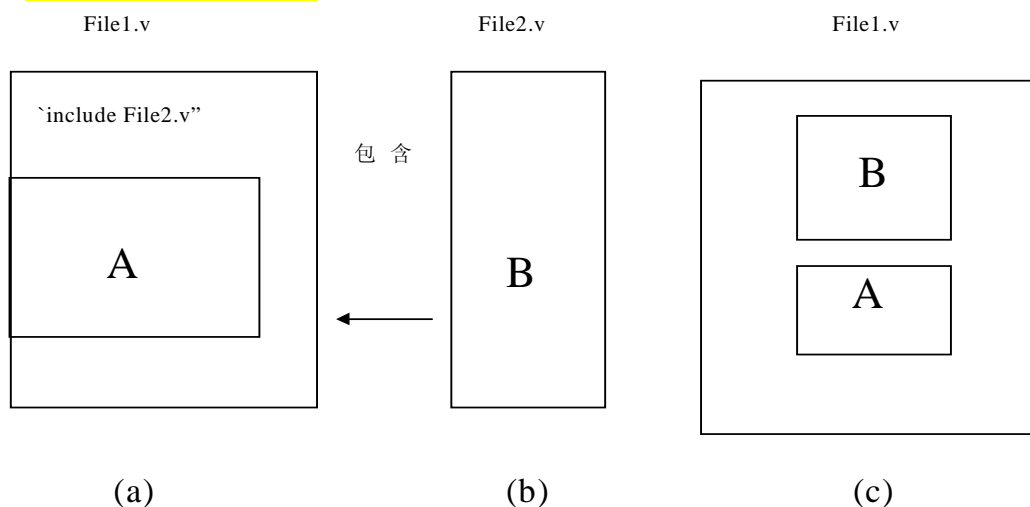 File1.v
File2.v
File1.v
`include File2.v”
包 含
B
A
B
A
(a)
(b)
(c)